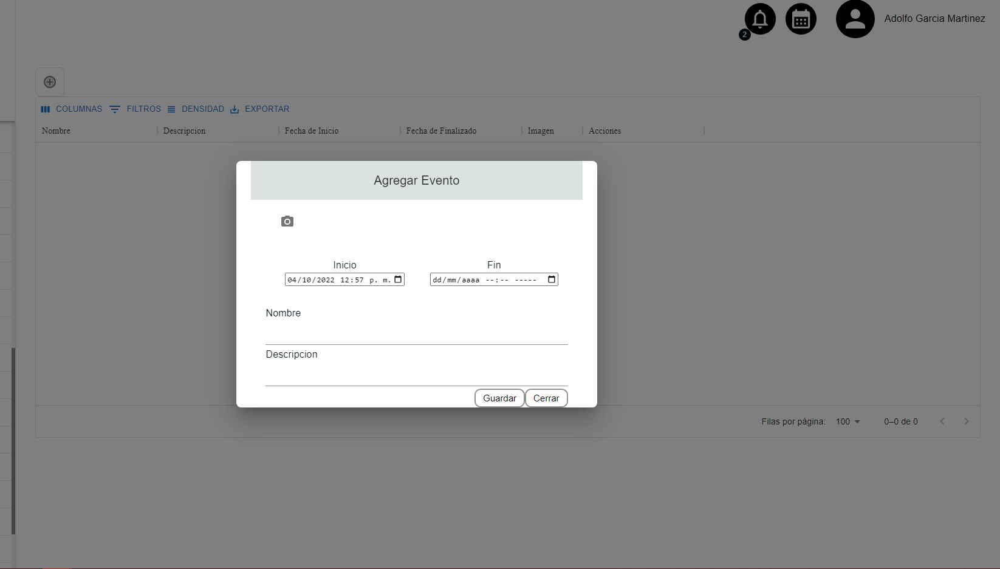 Adolfo Garcia Martinez
2
COLUMNAS FILTROS DENSIDAD EXPORTAR
Nombre Descripcion Fecha de Inicio Fecha de Finalizado Imagen Acciones
Agregar Evento
Inicio Fin
04/10/2022 12:57 p. m. dd/mm/aaaa --:-- -----
Nombre
Descripcion
Guardar Cerrar
Filas por página: 100 0–0 de 0